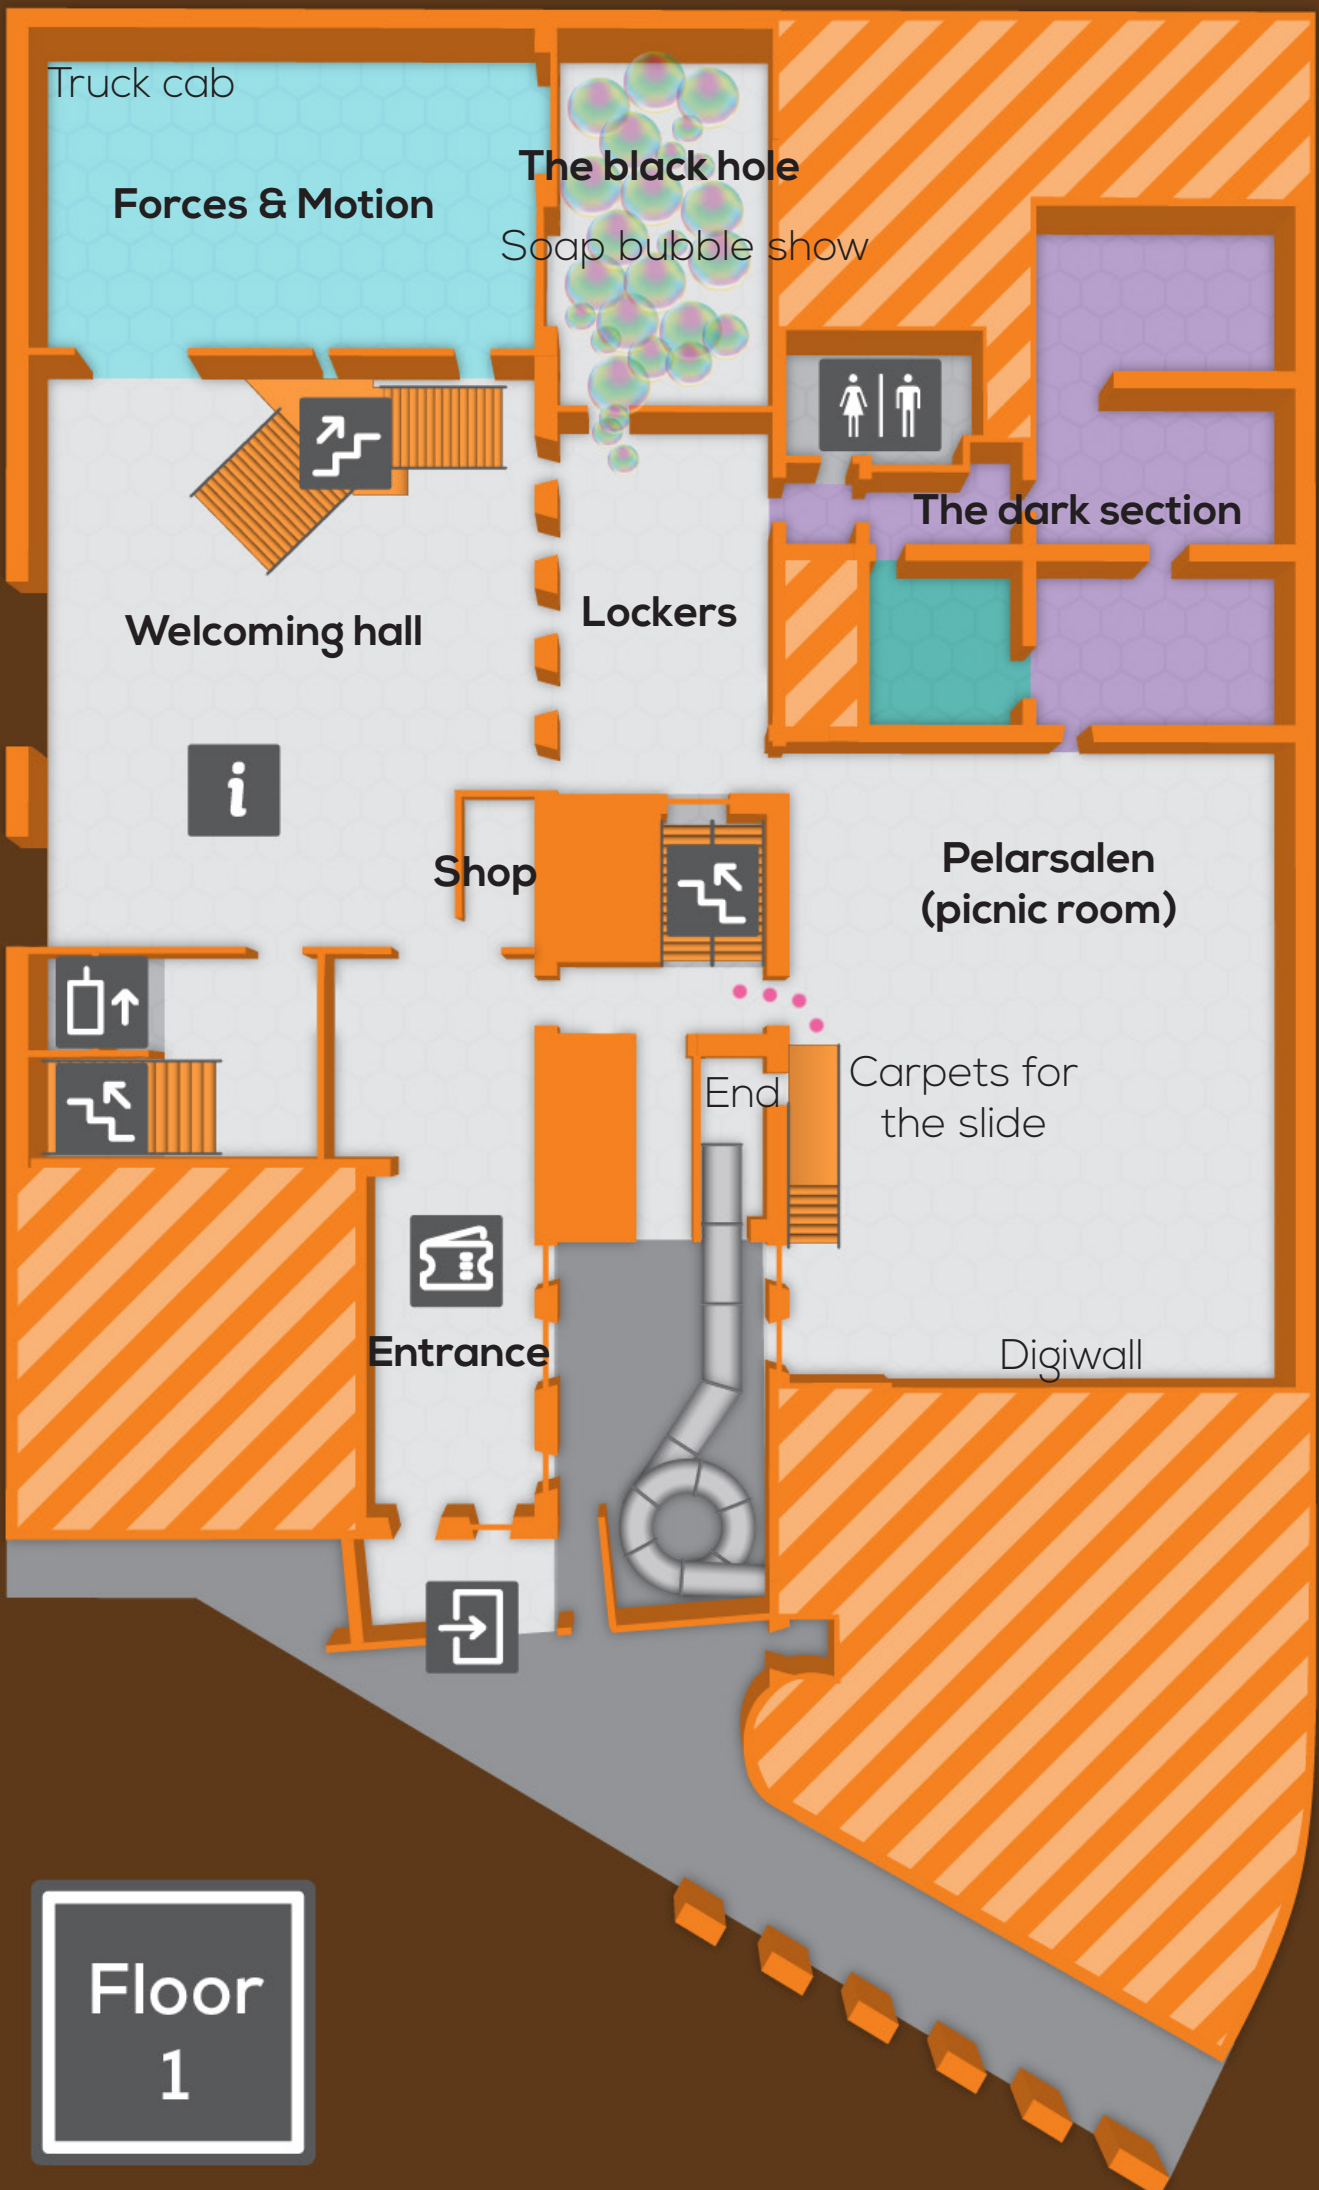 Truck cab
Forces & Motion
The black hole
Soap bubble show
The dark section
Lockers
Welcoming hall
i
Shop
Pelarsalen
(picnic room)
End
Carpets for
the slide
Entrance
Digiwall
Floor
1